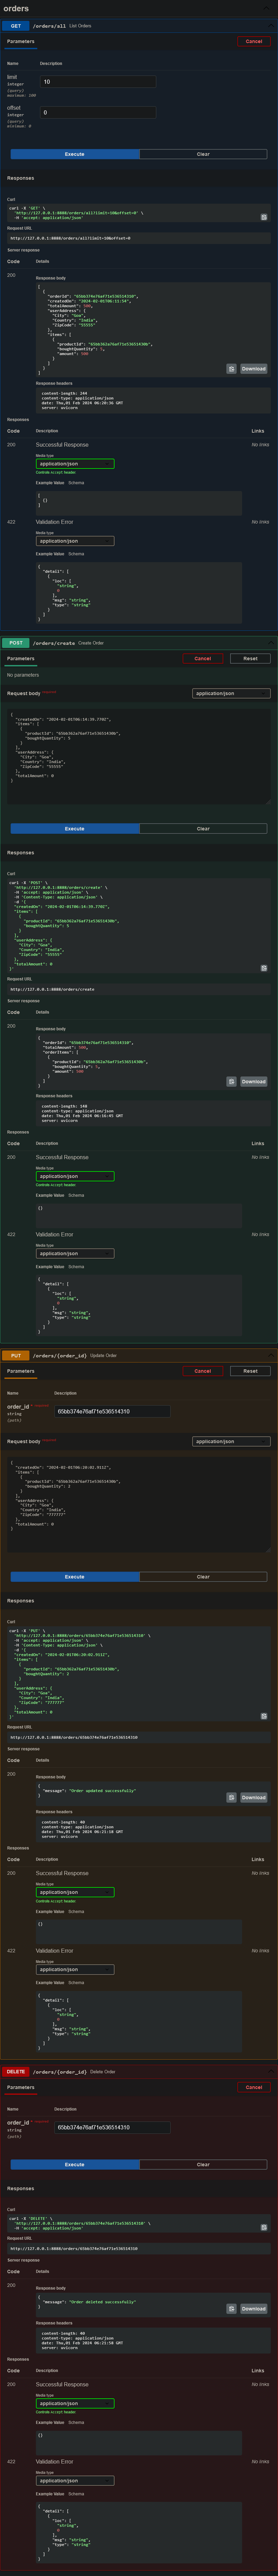 orders
GET /orders/all List Orders
Parameters Cancel
Name Description
limit
integer
(query)
maximum: 100
10
offset
integer
(query)
minimum: 0
0
Execute Clear
Responses
Curl
curl -X 'GET' \
'http://127.0.0.1:8888/orders/all?limit=10&offset=0' \
-H 'accept: application/json'
Request URL
http://127.0.0.1:8888/orders/all?limit=10&offset=0
Server response
Code Details
200
Response body
[
{
"orderId": "65bb374e76af71e536514310",
"createdOn": "2024-02-01T06:11:14",
"totalAmount": 500,
"userAddress": {
"City": "Goa",
"Country": "India",
"ZipCode": "55555"
},
"items": [
{
"productId": "65bb362a76af71e53651430b",
"boughtQuantity": 5,
"amount": 500
}
]
}
]
Download
Response headers
content-length: 244
content-type: application/json
date: Thu,01 Feb 2024 06:20:36 GMT
server: uvicorn
Responses
Code Description Links
200 Successful Response No links
Media type
application/json
Controls Accept header.
Example Value Schema
[
{}
]
422 Validation Error No links
Media type
application/json
Example Value Schema
{
"detail": [
{
"loc": [
"string",
0
],
"msg": "string",
"type": "string"
}
]
}
POST /orders/create Create Order
Parameters Cancel Reset
No parameters
Request body required application/json
{
"createdOn": "2024-02-01T06:14:39.770Z",
"items": [
{
"productId": "65bb362a76af71e53651430b",
"boughtQuantity": 5
}
],
"userAddress": {
"City": "Goa",
"Country": "India",
"ZipCode": "55555"
},
"totalAmount": 0
}
Execute Clear
Responses
Curl
curl -X 'POST' \
'http://127.0.0.1:8888/orders/create' \
-H 'accept: application/json' \
-H 'Content-Type: application/json' \
-d '{
"createdOn": "2024-02-01T06:14:39.770Z",
"items": [
{
"productId": "65bb362a76af71e53651430b",
"boughtQuantity": 5
}
],
"userAddress": {
"City": "Goa",
"Country": "India",
"ZipCode": "55555"
},
"totalAmount": 0
}'
Request URL
http://127.0.0.1:8888/orders/create
Server response
Code Details
200
Response body
{
"orderId": "65bb374e76af71e536514310",
"totalAmount": 500,
"orderItems": [
{
"productId": "65bb362a76af71e53651430b",
"boughtQuantity": 5,
"amount": 500
}
]
}
Download
Response headers
content-length: 148
content-type: application/json
date: Thu,01 Feb 2024 06:16:45 GMT
server: uvicorn
Responses
Code Description Links
200 Successful Response No links
Media type
application/json
Controls Accept header.
Example Value Schema
{}
422 Validation Error No links
Media type
application/json
Example Value Schema
{
"detail": [
{
"loc": [
"string",
0
],
"msg": "string",
"type": "string"
}
]
}
PUT /orders/{order_id} Update Order
Parameters Cancel Reset
Name Description
order_id * required
string
(path)
65bb374e76af71e536514310
Request body required application/json
{
"createdOn": "2024-02-01T06:20:02.911Z",
"items": [
{
"productId": "65bb362a76af71e53651430b",
"boughtQuantity": 2
}
],
"userAddress": {
"City": "Goa",
"Country": "India",
"ZipCode": "777777"
},
"totalAmount": 0
}
Execute Clear
Responses
Curl
curl -X 'PUT' \
'http://127.0.0.1:8888/orders/65bb374e76af71e536514310' \
-H 'accept: application/json' \
-H 'Content-Type: application/json' \
-d '{
"createdOn": "2024-02-01T06:20:02.911Z",
"items": [
{
"productId": "65bb362a76af71e53651430b",
"boughtQuantity": 3
}
],
"userAddress": {
"City": "Goa",
"Country": "India",
"ZipCode": "777777"
},
"totalAmount": 0
}'
Request URL
http://127.0.0.1:8888/orders/65bb374e76af71e536514310
Server response
Code Details
200
Response body
{
"message": "Order updated successfully"
}
Download
Response headers
content-length: 40
content-type: application/json
date: Thu,01 Feb 2024 06:21:18 GMT
server: uvicorn
Responses
Code Description Links
200 Successful Response No links
Media type
application/json
Controls Accept header.
Example Value Schema
{}
422 Validation Error No links
Media type
application/json
Example Value Schema
{
"detail": [
{
"loc": [
"string",
0
],
"msg": "string",
"type": "string"
}
]
}
DELETE /orders/{order_id} Delete Order
Parameters Cancel
Name Description
order_id * required
string
(path)
65bb374e76af71e536514310
Execute Clear
Responses
Curl
curl -X 'DELETE' \
'http://127.0.0.1:8888/orders/65bb374e76af71e536514310' \
-H 'accept: application/json'
Request URL
http://127.0.0.1:8888/orders/65bb374e76af71e536514310
Server response
Code Details
200
Response body
{
"message": "Order deleted successfully"
}
Download
Response headers
content-length: 40
content-type: application/json
date: Thu,01 Feb 2024 06:21:58 GMT
server: uvicorn
Responses
Code Description Links
200 Successful Response No links
Media type
application/json
Controls Accept header.
Example Value Schema
{}
422 Validation Error No links
Media type
application/json
Example Value Schema
{
"detail": [
{
"loc": [
"string",
0
],
"msg": "string",
"type": "string"
}
]
}